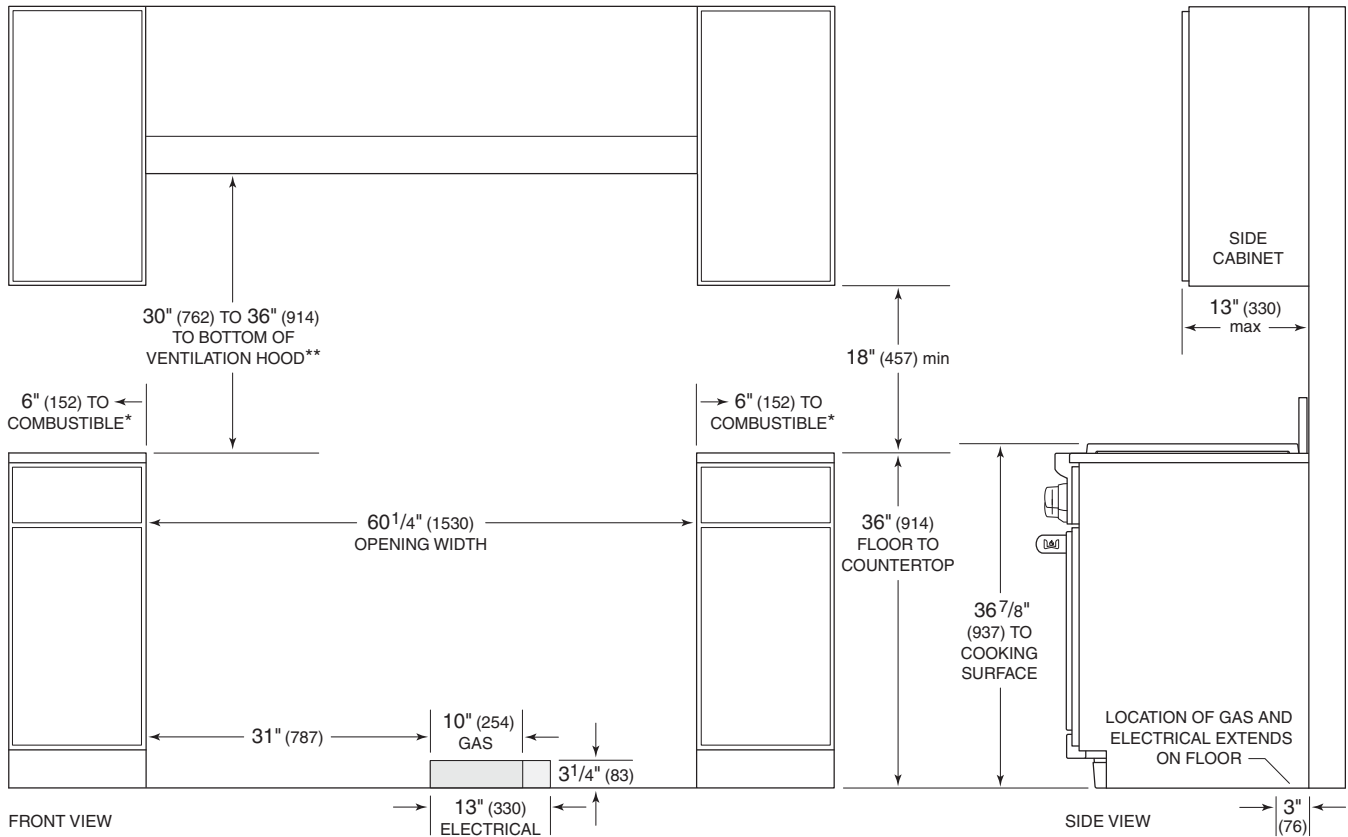 30" (762) TO 36" (914)
TO BOTTOM OF
VENTILATION HOOD**
6" (152) TO
COMBUSTIBLE*
6" (152) TO
COMBUSTIBLE*
18" (457) min
60 1/4" (1530)
OPENING WIDTH
36" (914)
FLOOR TO
COUNTERTOP
31" (787)
10" (254)
GAS
3 1/4" (83)
13" (330)
ELECTRICAL
FRONT VIEW
SIDE
CABINET
13" (330)
max
36 7/8"
(937) TO
COOKING
SURFACE
LOCATION OF GAS AND
ELECTRICAL EXTENDS
ON FLOOR
3"
(76)
SIDE VIEW